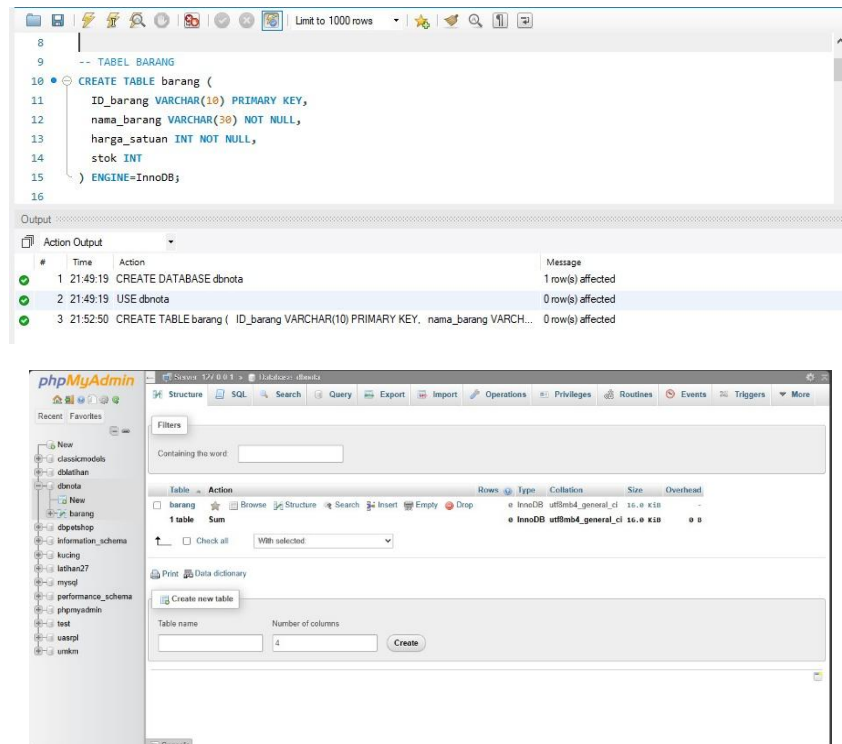 Limit to 1000 rows
8
9 -- TABEL BARANG
10 CREATE TABLE barang (
11 ID_barang VARCHAR(10) PRIMARY KEY,
12 nama_barang VARCHAR(30) NOT NULL,
13 harga_satuan INT NOT NULL,
14 stok INT
15 ) ENGINE=InnoDB;
16
Output
Action Output
# Time Action Message
1 21:49:19 CREATE DATABASE dbnota 1 row(s) affected
2 21:49:19 USE dbnota 0 row(s) affected
3 21:52:50 CREATE TABLE barang ( ID_barang VARCHAR(10) PRIMARY KEY, nama_barang VARCH... 0 row(s) affected
phpMyAdmin
Recent Favorites
New
classicmodels
dblatihan
dbnota
New
barang
dbpetshop
information_schema
kucing
latihan27
mysql
performance_schema
phpmyadmin
test
uasrpl
umkm
Server: 127.0.0.1 » Database: dbnota
Structure SQL Search Query Export Import Operations Privileges Routines Events Triggers More
Filters
Containing the word:
Table Action Rows Type Collation Size Overhead
barang Browse Structure Search Insert Empty Drop 0 InnoDB utf8mb4_general_ci 16.0 KiB -
1 table Sum 0 InnoDB utf8mb4_general_ci 16.0 KiB 0 B
Check all With selected:
Print Data dictionary
Create new table
Table name Number of columns
4 Create